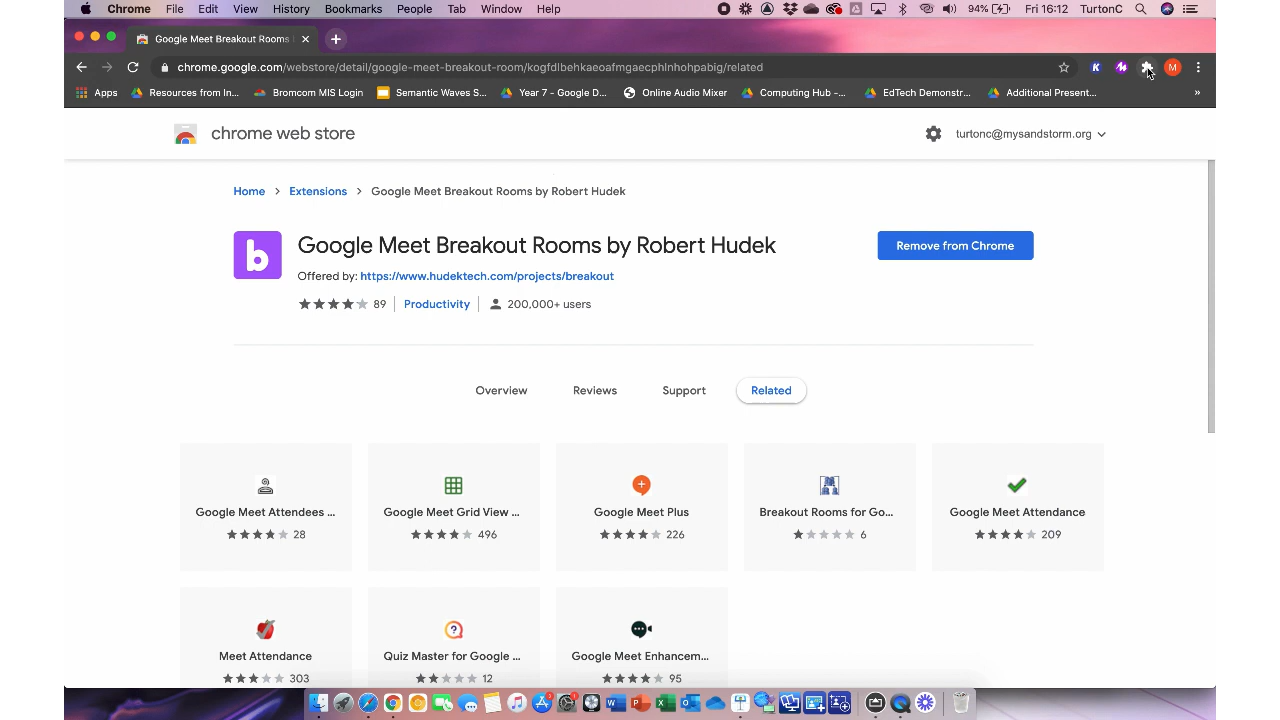 Chrome File Edit View History Bookmarks People Tab Window Help 94% Fri 16:12 TurtonC
Google Meet Breakout Rooms
chrome.google.com/webstore/detail/google-meet-breakout-room/kogfdlbehkaeoafmgaecphlnhohpabig/related M
Apps Resources from In... Bromcom MIS Login Semantic Waves S... Year 7 - Google D... Online Audio Mixer Computing Hub -... EdTech Demonstr... Additional Present... »
chrome web store turtonc@mysandstorm.org
Home > Extensions > Google Meet Breakout Rooms by Robert Hudek
b
Google Meet Breakout Rooms by Robert Hudek
Remove from Chrome
Offered by: https://www.hudektech.com/projects/breakout
89 Productivity 200,000+ users
Overview Reviews Support Related
Google Meet Attendees ... Google Meet Grid View ... Google Meet Plus Breakout Rooms for Go... Google Meet Attendance
28 496 226 6 209
Meet Attendance Quiz Master for Google ... Google Meet Enhancem...
303 12 95